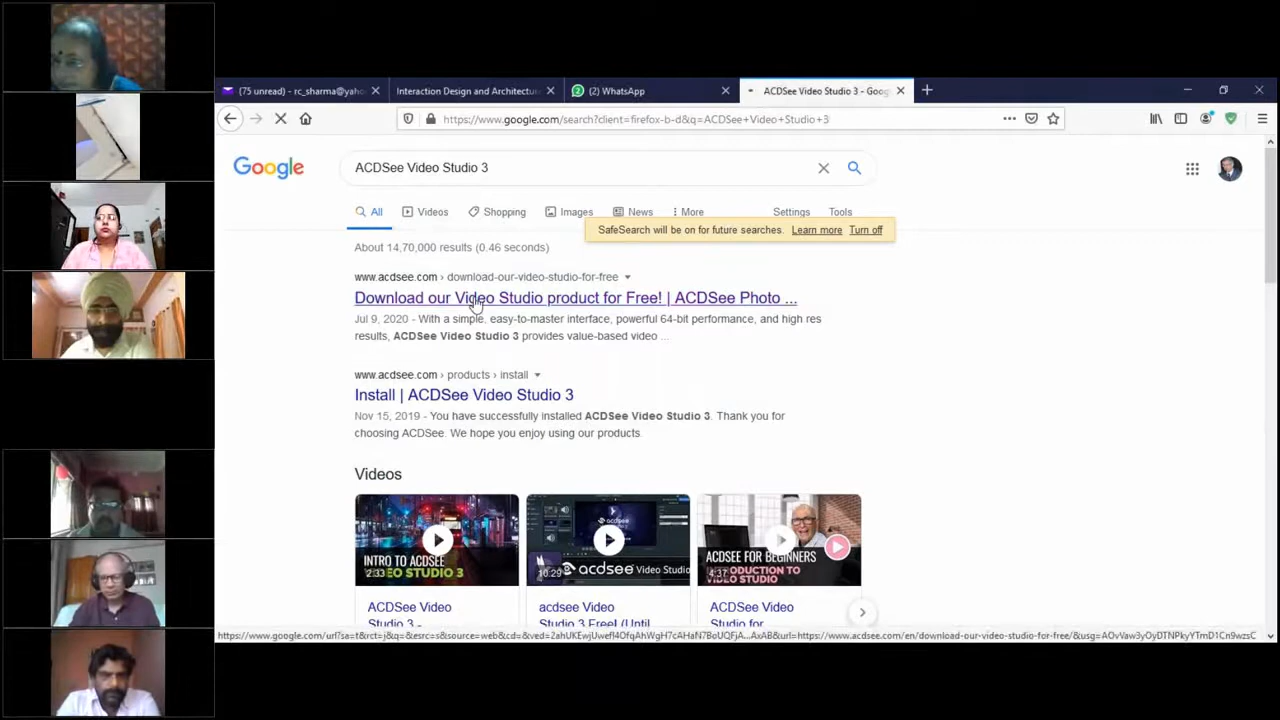 (75 unread) - rc_sharma@yaho
Interaction Design and Architectur
(2) WhatsApp
ACDSee Video Studio 3 - Goog
https://www.google.com/search?client=firefox-b-d&q=ACDSee+Video+Studio+3
Google
ACDSee Video Studio 3
All
Videos
Shopping
Images
News
More
Settings
Tools
SafeSearch will be on for future searches. Learn more Turn off
About 14,70,000 results (0.46 seconds)
www.acdsee.com › download-our-video-studio-for-free
Download our Video Studio product for Free! | ACDSee Photo ...
Jul 9, 2020 - With a simple, easy-to-master interface, powerful 64-bit performance, and high res
results, ACDSee Video Studio 3 provides value-based video ...
www.acdsee.com › products › install
Install | ACDSee Video Studio 3
Nov 15, 2019 - You have successfully installed ACDSee Video Studio 3. Thank you for
choosing ACDSee. We hope you enjoy using our products.
Videos
INTRO TO ACDSEE
VIDEO STUDIO 3
2:33
acdsee
acdsee Video Studio
10:29
ACDSEE FOR BEGINNERS
INTRODUCTION TO
VIDEO STUDIO
4:37
ACDSee Video
Studio 3 -
acdsee Video
Studio 3 Free! (Until
ACDSee Video
Studio for